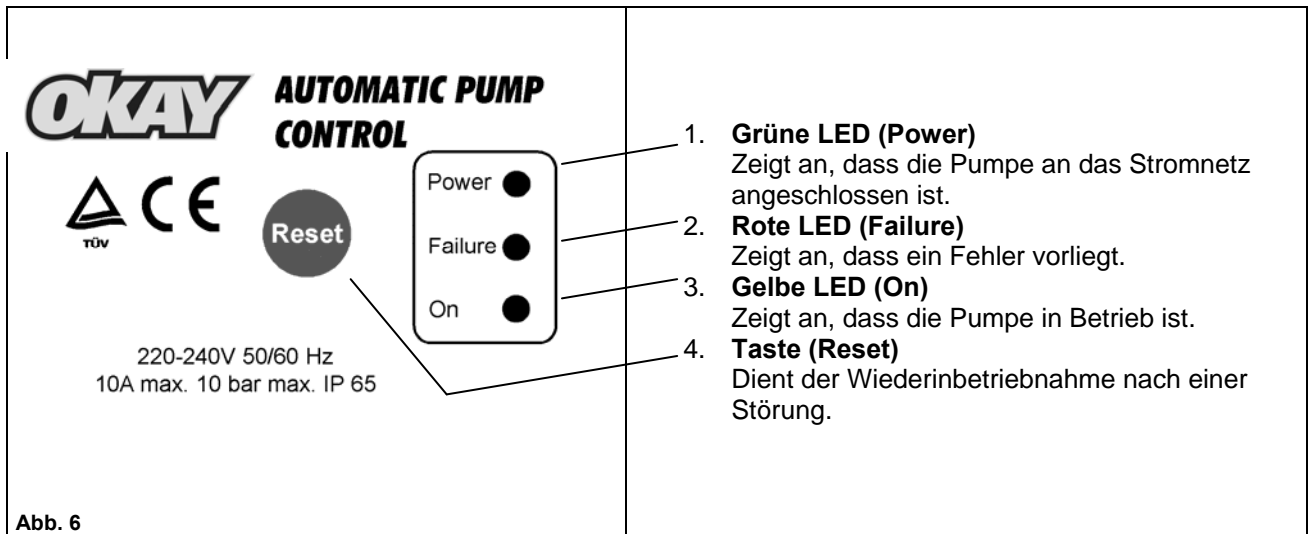 OKAY
AUTOMATIC PUMP
CONTROL
TÜV
CE
Reset
Power
Failure
On
220-240V 50/60 Hz
10A max. 10 bar max. IP 65
Abb. 6
1. Grüne LED (Power)
Zeigt an, dass die Pumpe an das Stromnetz
angeschlossen ist.
2. Rote LED (Failure)
Zeigt an, dass ein Fehler vorliegt.
3. Gelbe LED (On)
Zeigt an, dass die Pumpe in Betrieb ist.
4. Taste (Reset)
Dient der Wiederinbetriebnahme nach einer
Störung.